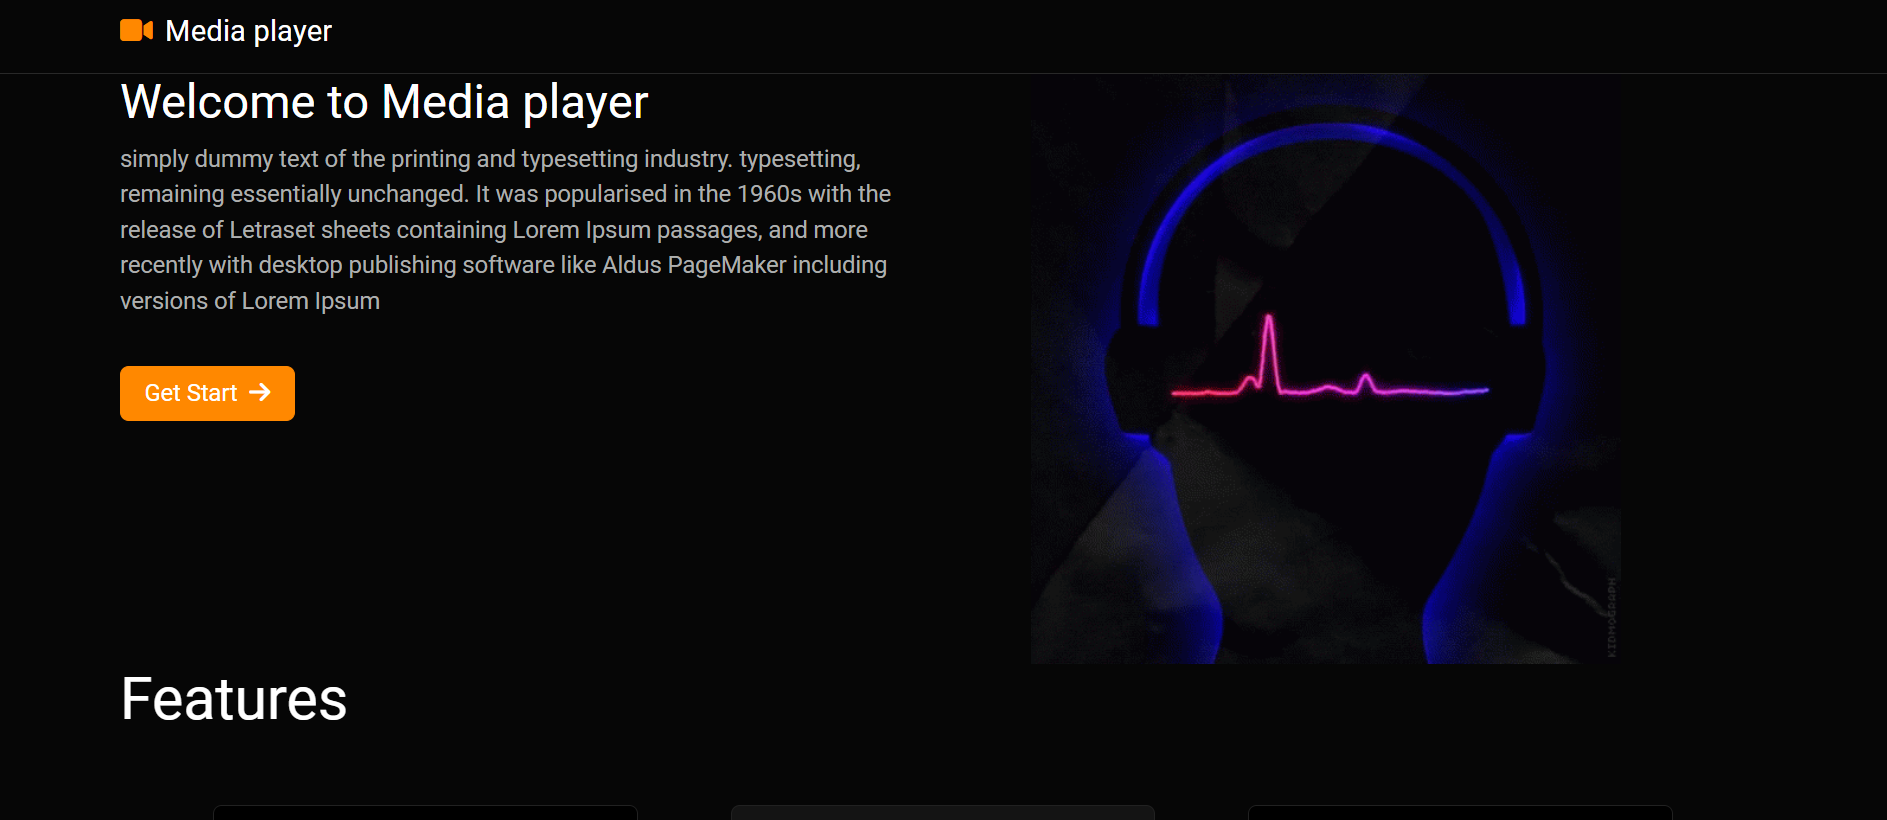 Media player
Welcome to Media player
simply dummy text of the printing and typesetting industry. typesetting,
remaining essentially unchanged. It was popularised in the 1960s with the
release of Letraset sheets containing Lorem Ipsum passages, and more
recently with desktop publishing software like Aldus PageMaker including
versions of Lorem Ipsum
Get Start
KIDMOGRAPH
Features